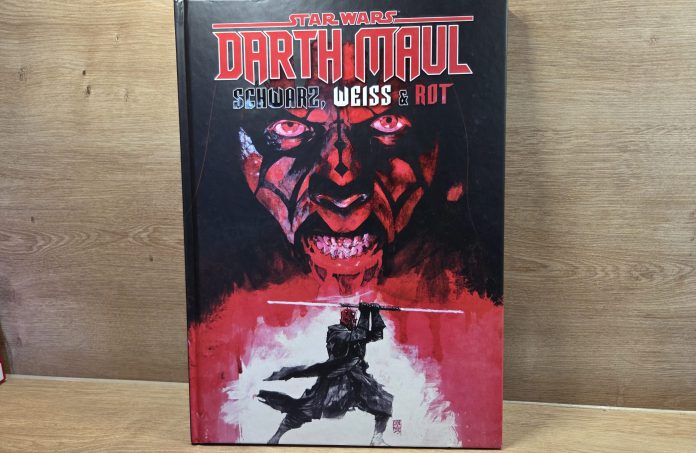 STAR WARS
DARTH MAUL
SCHWARZ, WEISS & ROT